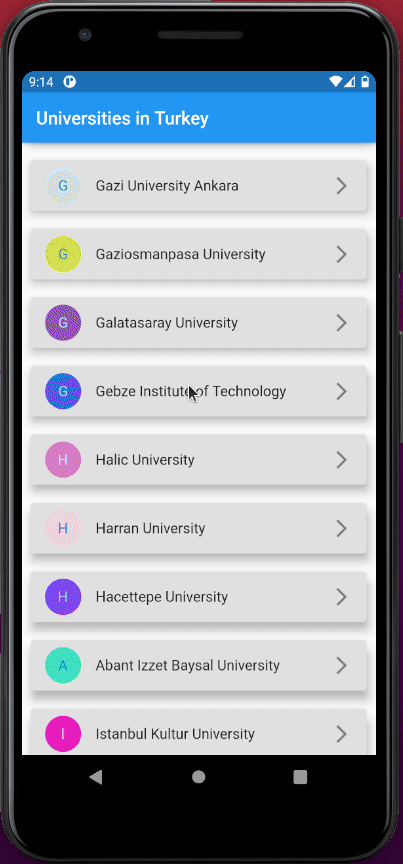 9:14
Universities in Turkey
G Gazi University Ankara
G Gaziosmanpasa University
G Galatasaray University
G Gebze Institute of Technology
H Halic University
H Harran University
H Hacettepe University
A Abant Izzet Baysal University
I Istanbul Kultur University